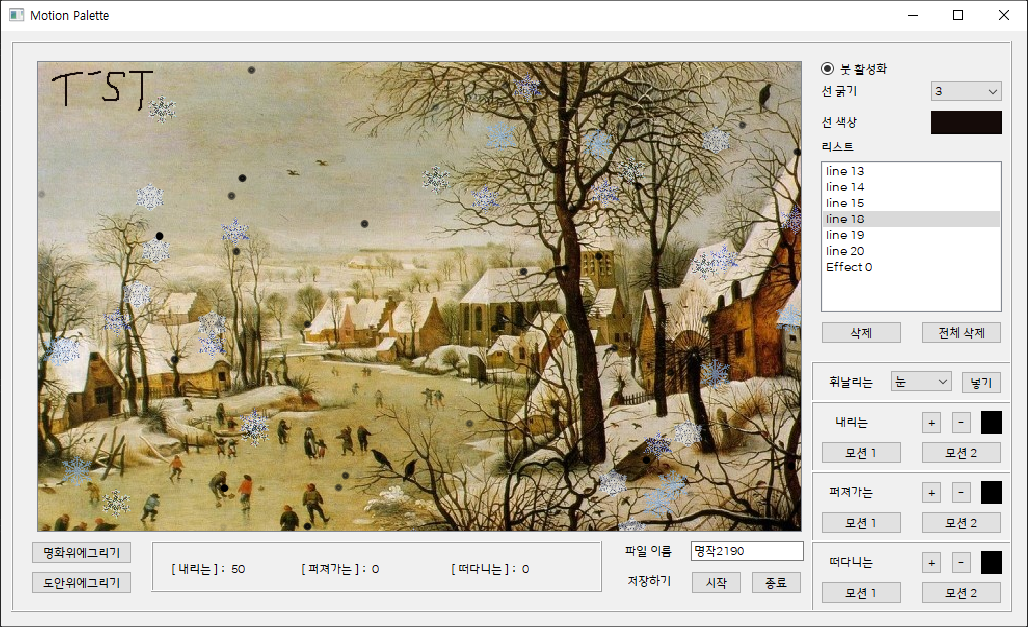 Motion Palette
TEST
붓 활성화
선 굵기
3
선 색상
리스트
line 13
line 14
line 15
line 18
line 19
line 20
Effect 0
삭제
전체 삭제
휘날리는
눈
넣기
내리는
+
-
모션 1
모션 2
퍼져가는
+
-
모션 1
모션 2
떠다니는
+
-
모션 1
모션 2
명화위에그리기
도안위에그리기
[ 내리는 ] : 50
[ 퍼져가는 ] : 0
[ 떠다니는 ] : 0
파일 이름
명작2190
저장하기
시작
종료